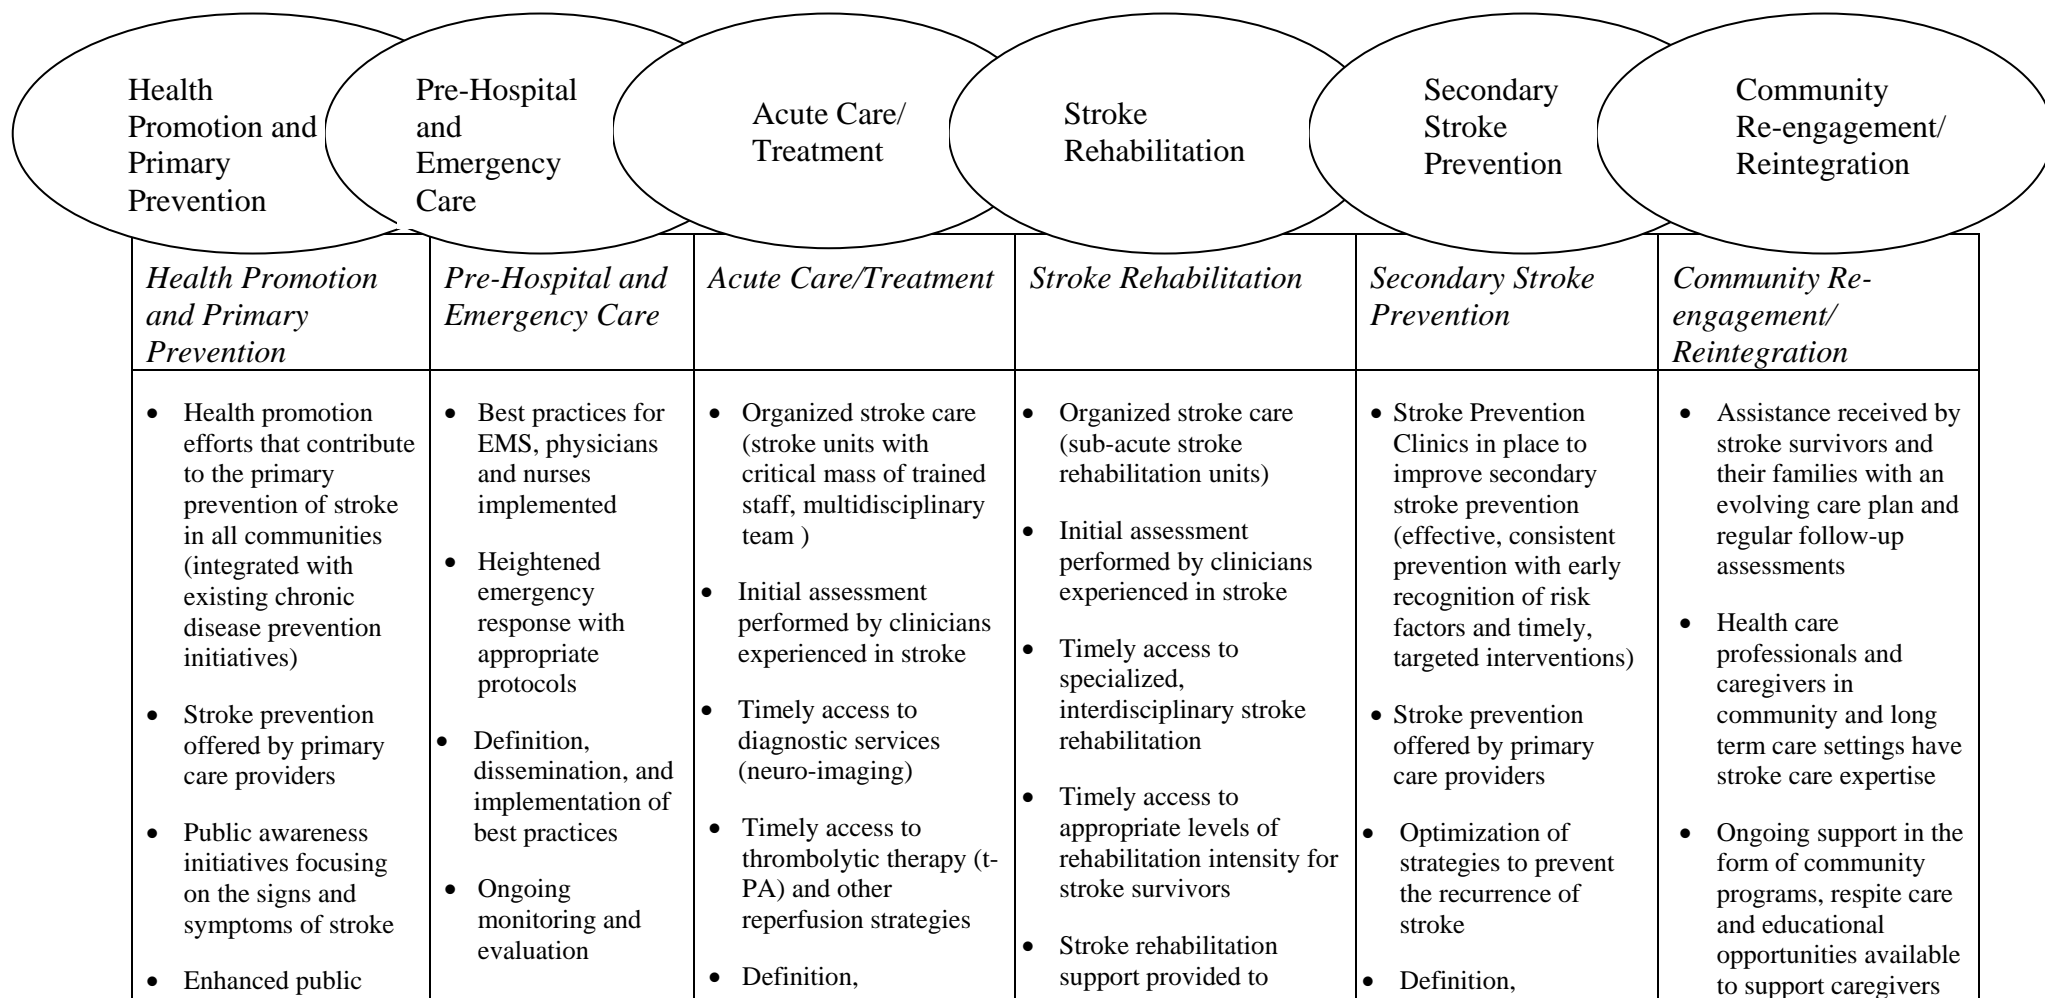 Health
Promotion and
Primary
Prevention
Pre-Hospital
and
Emergency
Care
Acute Care/
Treatment
Stroke
Rehabilitation
Secondary
Stroke
Prevention
Community
Re-engagement/
Reintegration
Health Promotion
and Primary
Prevention
Pre-Hospital and
Emergency Care
Acute Care/Treatment
Stroke Rehabilitation
Secondary Stroke
Prevention
Community Re-
engagement/
Reintegration
• Health promotion
efforts that contribute
to the primary
prevention of stroke
in all communities
(integrated with
existing chronic
disease prevention
initiatives)
• Stroke prevention
offered by primary
care providers
• Public awareness
initiatives focusing
on the signs and
symptoms of stroke
• Enhanced public
• Best practices for
EMS, physicians
and nurses
implemented
• Heightened
emergency
response with
appropriate
protocols
• Definition,
dissemination, and
implementation of
best practices
• Ongoing
monitoring and
evaluation
• Organized stroke care
(stroke units with
critical mass of trained
staff, multidisciplinary
team )
• Initial assessment
performed by clinicians
experienced in stroke
• Timely access to
diagnostic services
(neuro-imaging)
• Timely access to
thrombolytic therapy (t-
PA) and other
reperfusion strategies
• Definition,
• Organized stroke care
(sub-acute stroke
rehabilitation units)
• Initial assessment
performed by clinicians
experienced in stroke
• Timely access to
specialized,
interdisciplinary stroke
rehabilitation
• Timely access to
appropriate levels of
rehabilitation intensity for
stroke survivors
• Stroke rehabilitation
support provided to
• Stroke Prevention
Clinics in place to
improve secondary
stroke prevention
(effective, consistent
prevention with early
recognition of risk
factors and timely,
targeted interventions)
• Stroke prevention
offered by primary
care providers
• Optimization of
strategies to prevent
the recurrence of
stroke
• Definition,
• Assistance received by
stroke survivors and
their families with an
evolving care plan and
regular follow-up
assessments
• Health care
professionals and
caregivers in
community and long
term care settings have
stroke care expertise
• Ongoing support in the
form of community
programs, respite care
and educational
opportunities available
to support caregivers